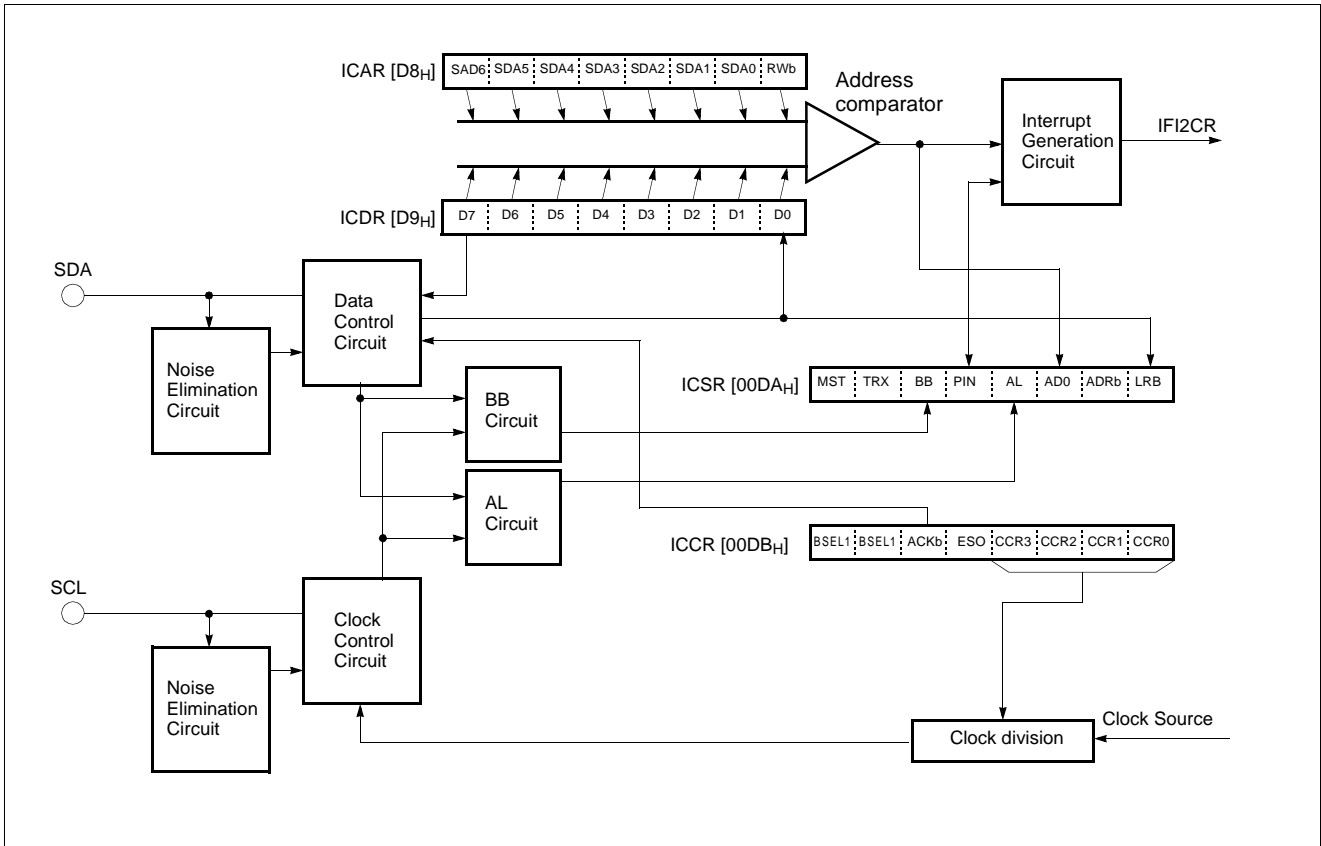 ICAR [D8H]
SAD6 SDA5 SDA4 SDA3 SDA2 SDA1 SDA0 RWb
Address
comparator
Interrupt
Generation
Circuit
IFI2CR
ICDR [D9H]
D7 D6 D5 D4 D3 D2 D1 D0
SDA
Data
Control
Circuit
Noise
Elimination
Circuit
BB
Circuit
ICSR [00DAH]
MST TRX BB PIN AL AD0 ADRb LRB
AL
Circuit
ICCR [00DBH]
BSEL1 BSEL1 ACKb ESO CCR3 CCR2 CCR1 CCR0
SCL
Clock
Control
Circuit
Noise
Elimination
Circuit
Clock division
Clock Source